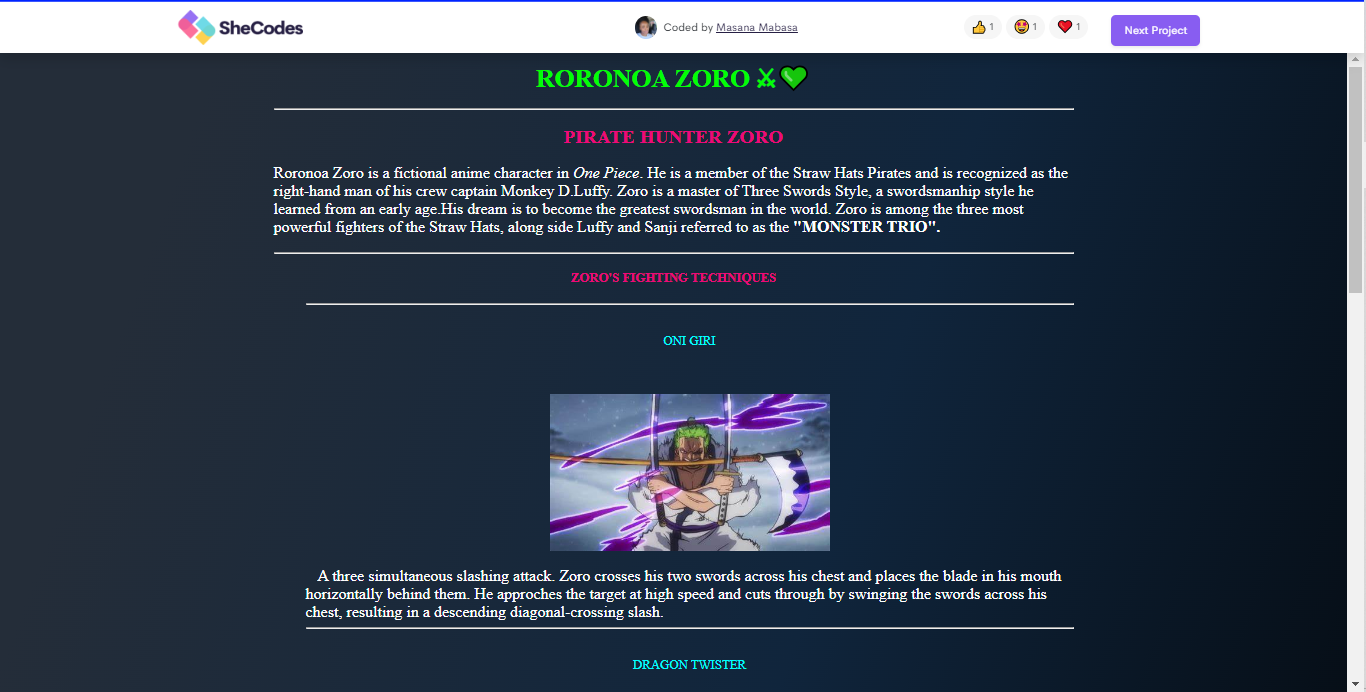 SheCodes
Coded by Masana Mabasa
👍 1
🤩 1
❤️ 1
Next Project
RORONOA ZORO ⚔💚
PIRATE HUNTER ZORO
Roronoa Zoro is a fictional anime character in One Piece. He is a member of the Straw Hats Pirates and is recognized as the
right-hand man of his crew captain Monkey D.Luffy. Zoro is a master of Three Swords Style, a swordsmanhip style he
learned from an early age.His dream is to become the greatest swordsman in the world. Zoro is among the three most
powerful fighters of the Straw Hats, along side Luffy and Sanji referred to as the "MONSTER TRIO".
ZORO'S FIGHTING TECHNIQUES
ONI GIRI
A three simultaneous slashing attack. Zoro crosses his two swords across his chest and places the blade in his mouth
horizontally behind them. He approches the target at high speed and cuts through by swinging the swords across his
chest, resulting in a descending diagonal-crossing slash.
DRAGON TWISTER